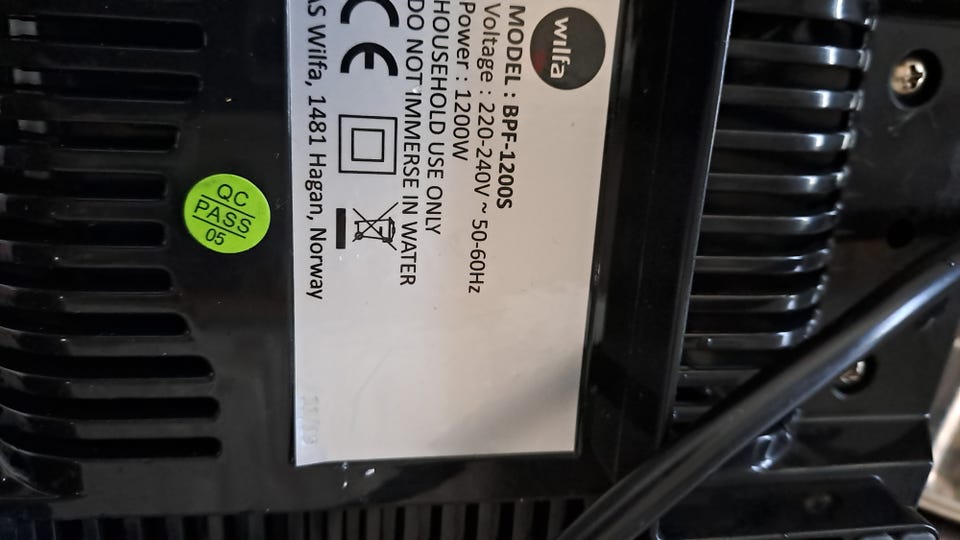 wilfa
MODEL : BPF-1200S
Voltage : 220-240V ~ 50-60Hz
Power : 1200W
HOUSEHOLD USE ONLY
DO NOT IMMERSE IN WATER
CE
AS Wilfa, 1481 Hagan, Norway
QC
PASS
05